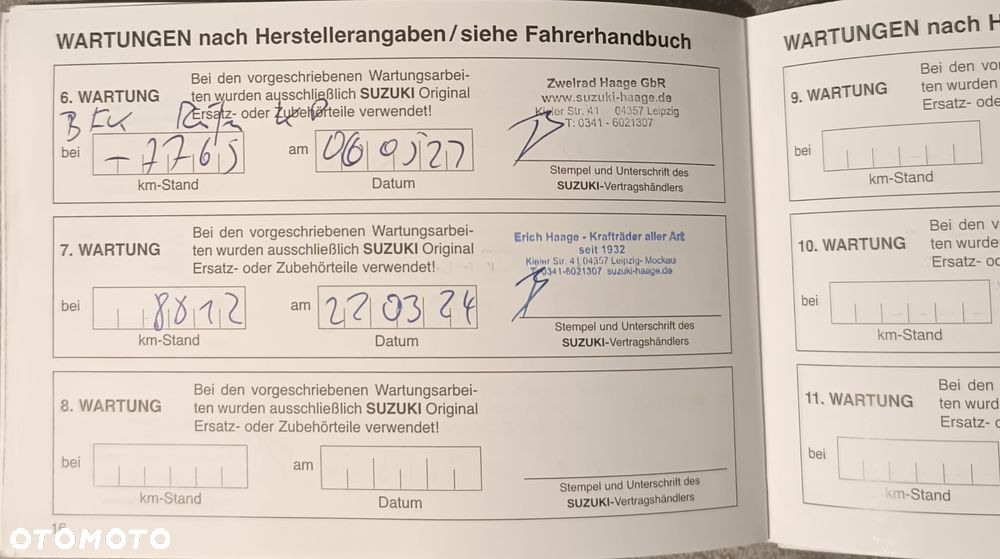 WARTUNGEN nach Herstellerangaben/siehe Fahrerhandbuch
6. WARTUNG
Bei den vorgeschriebenen Wartungsarbei-
ten wurden ausschließlich SUZUKI Original
Ersatz- oder Zubehörteile verwendet!
bei
7765
km-Stand
am
Datum
Zweirad Haage GbR
www.suzuki-haage.de
Kieler Str. 41 04357 Leipzig
T: 0341 - 6021307
Stempel und Unterschrift des
SUZUKI-Vertragshändlers
7. WARTUNG
Bei den vorgeschriebenen Wartungsarbei-
ten wurden ausschließlich SUZUKI Original
Ersatz- oder Zubehörteile verwendet!
bei
8812
km-Stand
am
22 03 24
Datum
Erich Haage - Krafträder aller Art
seit 1932
Kieler Str. 41 04357 Leipzig- Mockau
T: 0341-6021307 suzuki-haage.de
Stempel und Unterschrift des
SUZUKI-Vertragshändlers
8. WARTUNG
Bei den vorgeschriebenen Wartungsarbei-
ten wurden ausschließlich SUZUKI Original
Ersatz- oder Zubehörteile verwendet!
bei
km-Stand
am
Datum
Stempel und Unterschrift des
SUZUKI-Vertragshändlers
16
OTOMOTO
WARTUNGEN nach H
9. WARTUNG
Bei den vo
ten wurden
Ersatz- ode
bei
km-Stand
10. WARTUNG
Bei den v
ten wurde
Ersatz- oc
bei
km-Stand
11. WARTUNG
Bei den
ten wurd
Ersatz- c
bei
km-Stand